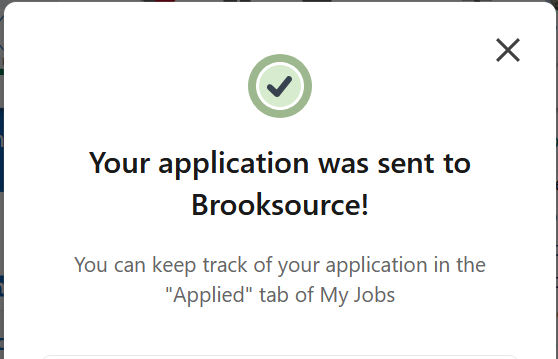 Your application was sent to
Brooksource!
You can keep track of your application in the
"Applied" tab of My Jobs